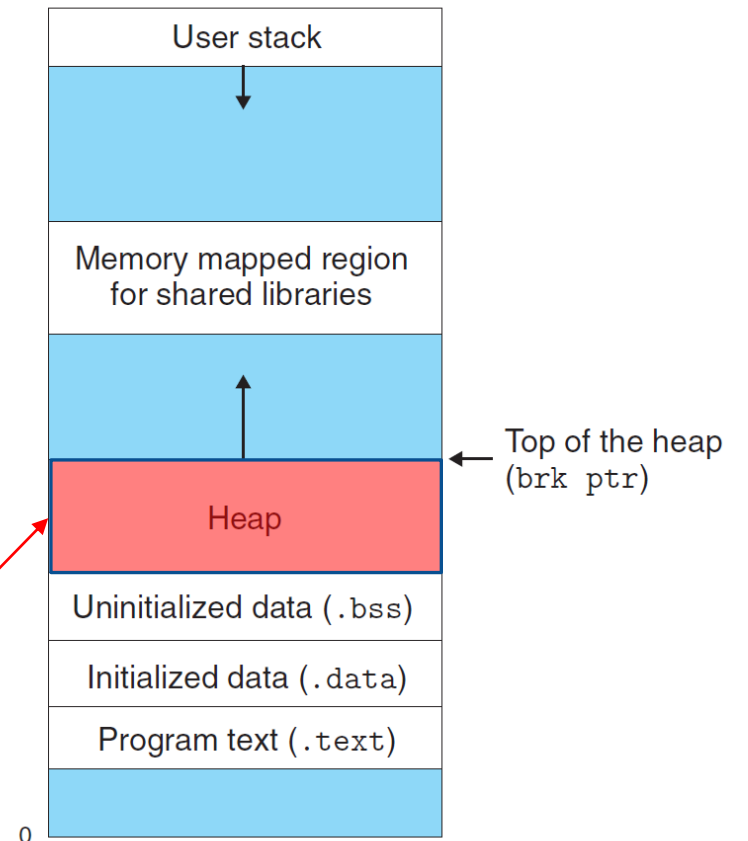 User stack
Memory mapped region
for shared libraries
Top of the heap
(brk ptr)
Heap
Uninitialized data (.bss)
Initialized data (.data)
Program text (.text)
0